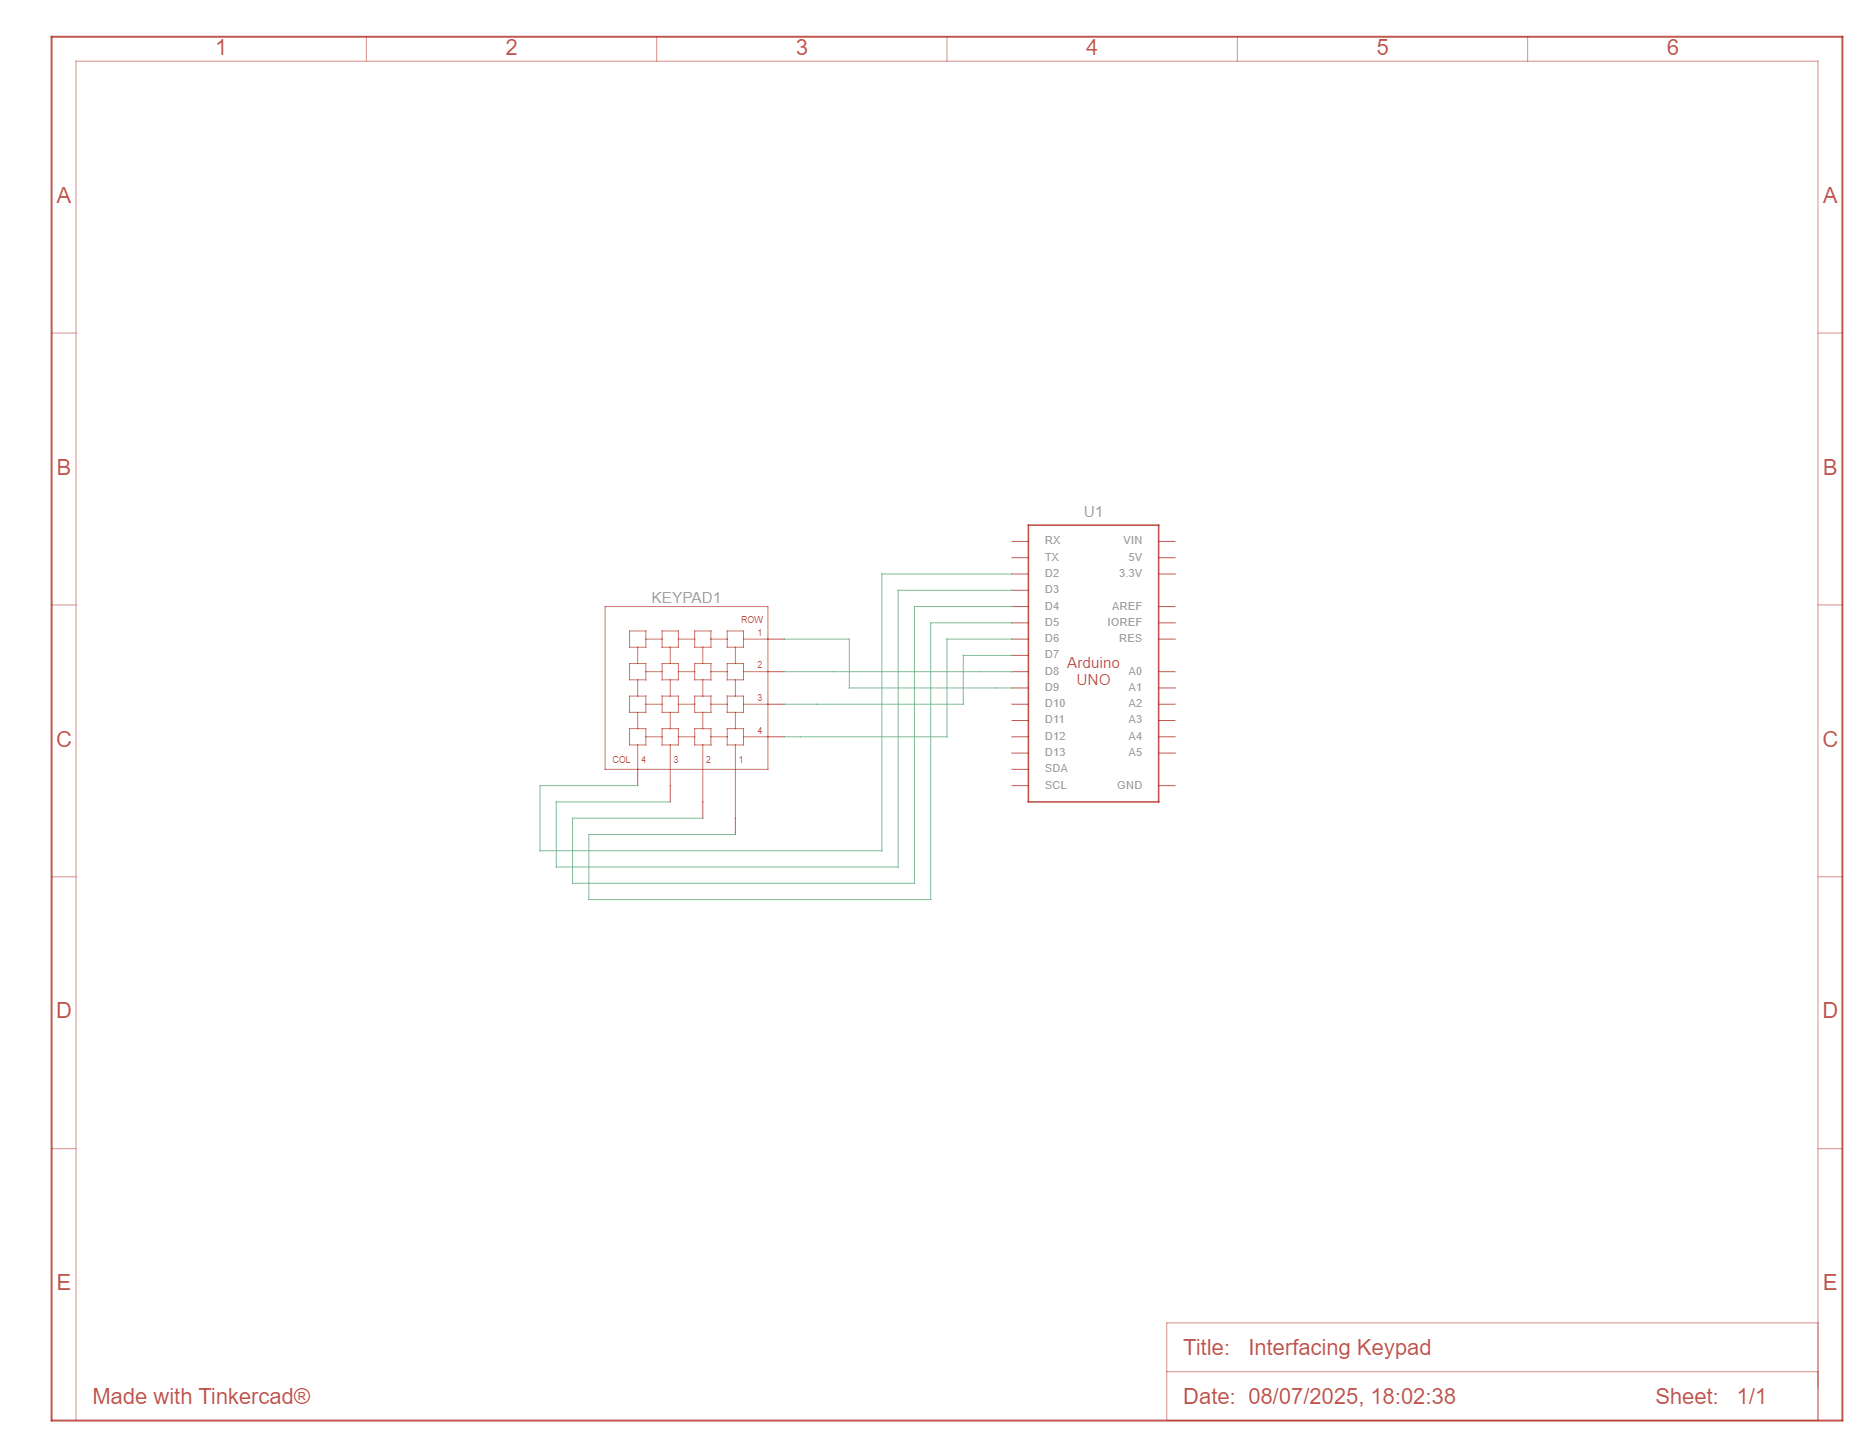 1 2 3 4 5 6
A A
B B
C C
D D
E E
U1
RX VIN
TX 5V
D2 3.3V
D3
D4 AREF
D5 IOREF
D6 RES
D7
Arduino
UNO
D8 A0
D9 A1
D10 A2
D11 A3
D12 A4
D13 A5
SDA
SCL GND
KEYPAD1
ROW
1
2
3
4
COL 4 3 2 1
Title: Interfacing Keypad
Date: 08/07/2025, 18:02:38 Sheet: 1/1
Made with Tinkercad®